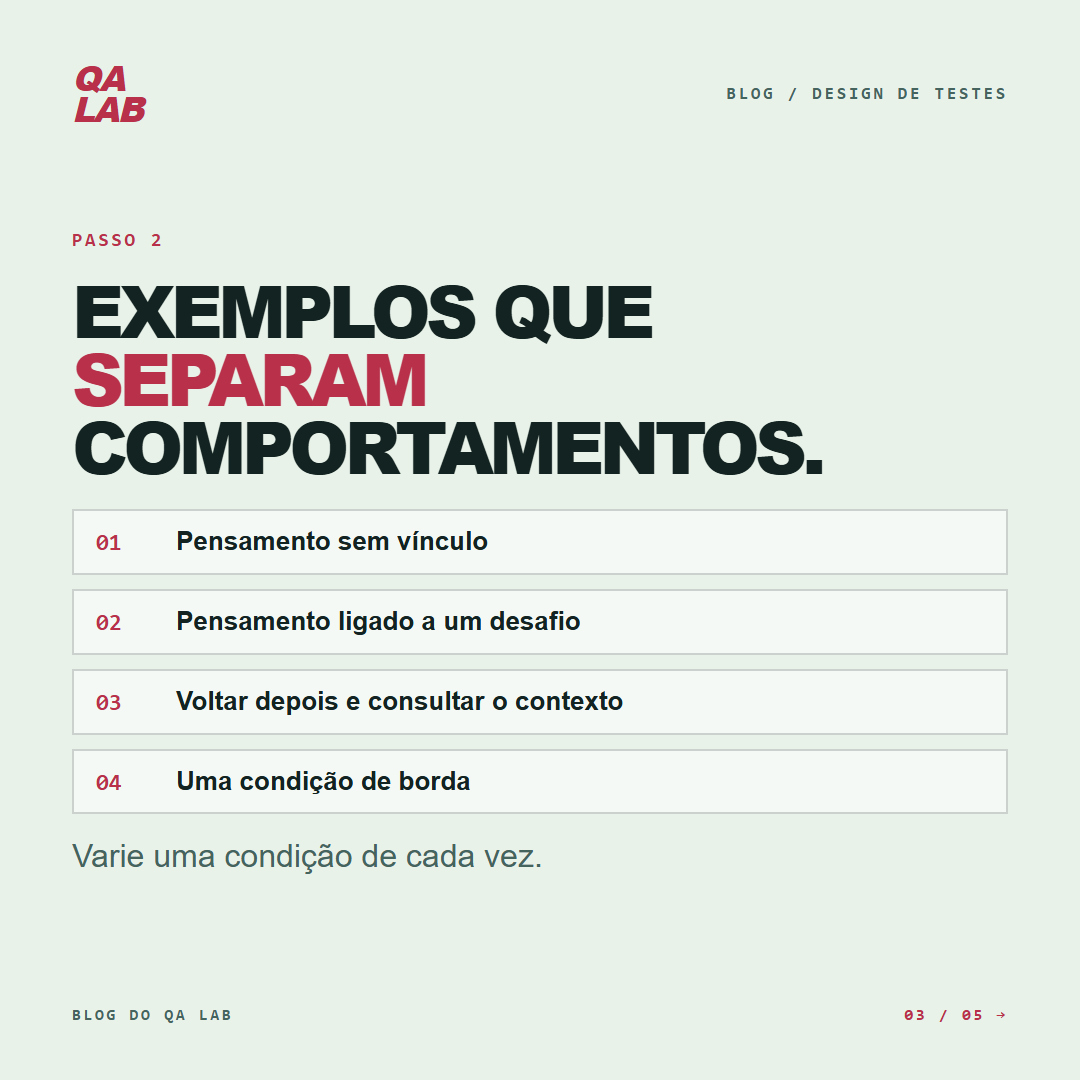 QA
LAB
BLOG / DESIGN DE TESTES
PASSO 2
EXEMPLOS QUE
SEPARAM
COMPORTAMENTOS.
01 Pensamento sem vínculo
02 Pensamento ligado a um desafio
03 Voltar depois e consultar o contexto
04 Uma condição de borda
Varie uma condição de cada vez.
BLOG DO QA LAB
03 / 05 →